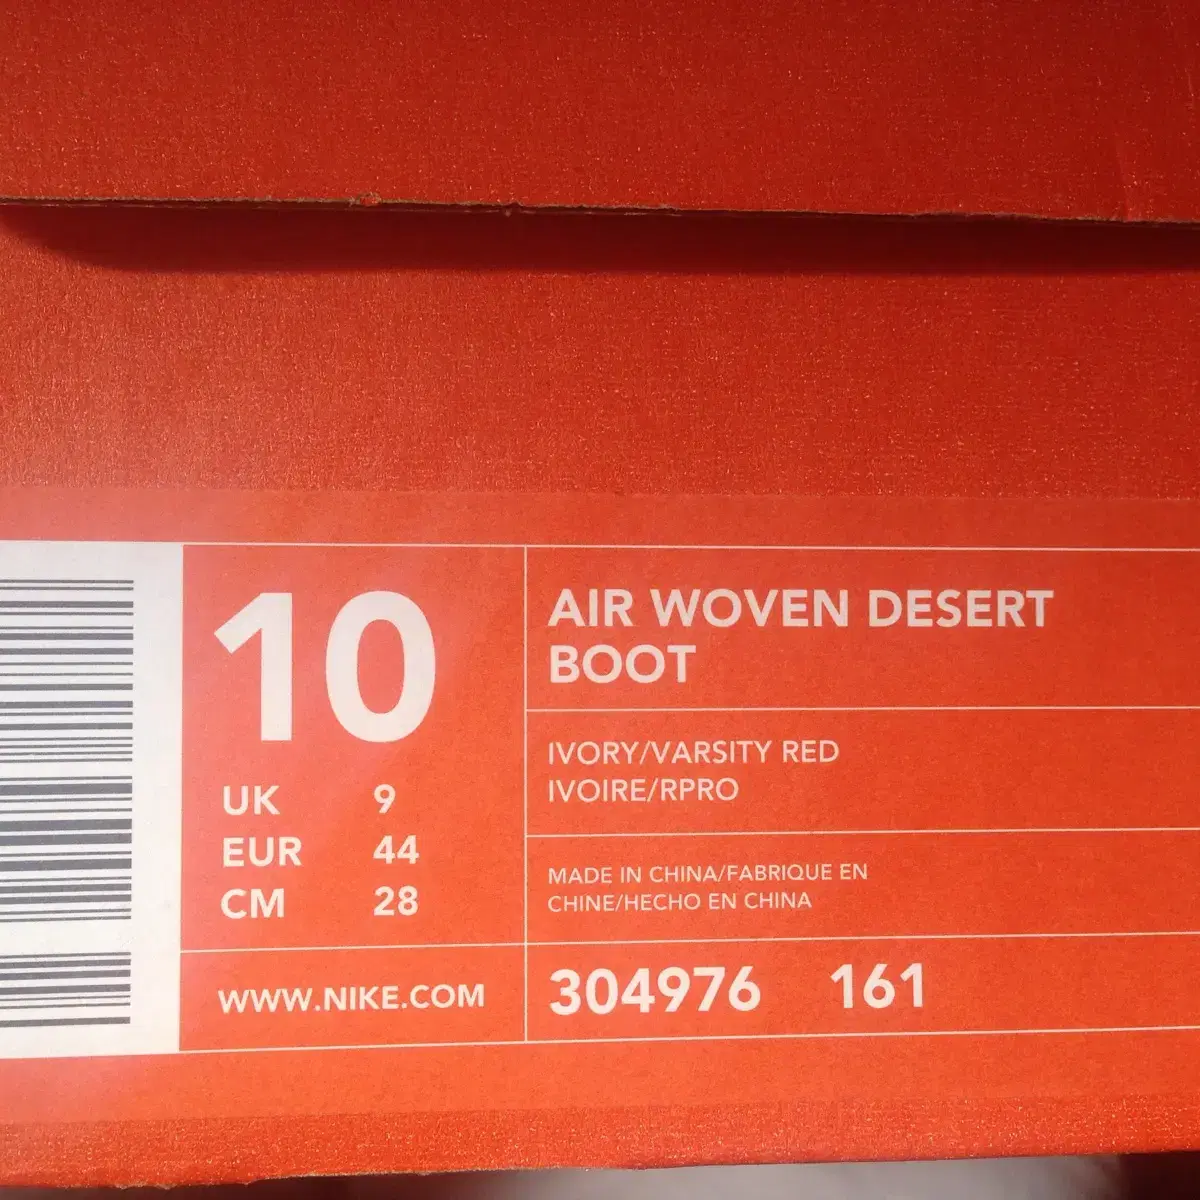 10
UK 9
EUR 44
CM 28
WWW.NIKE.COM
AIR WOVEN DESERT
BOOT
IVORY/VARSITY RED
IVOIRE/RPRO
MADE IN CHINA/FABRIQUE EN
CHINE/HECHO EN CHINA
304976 161